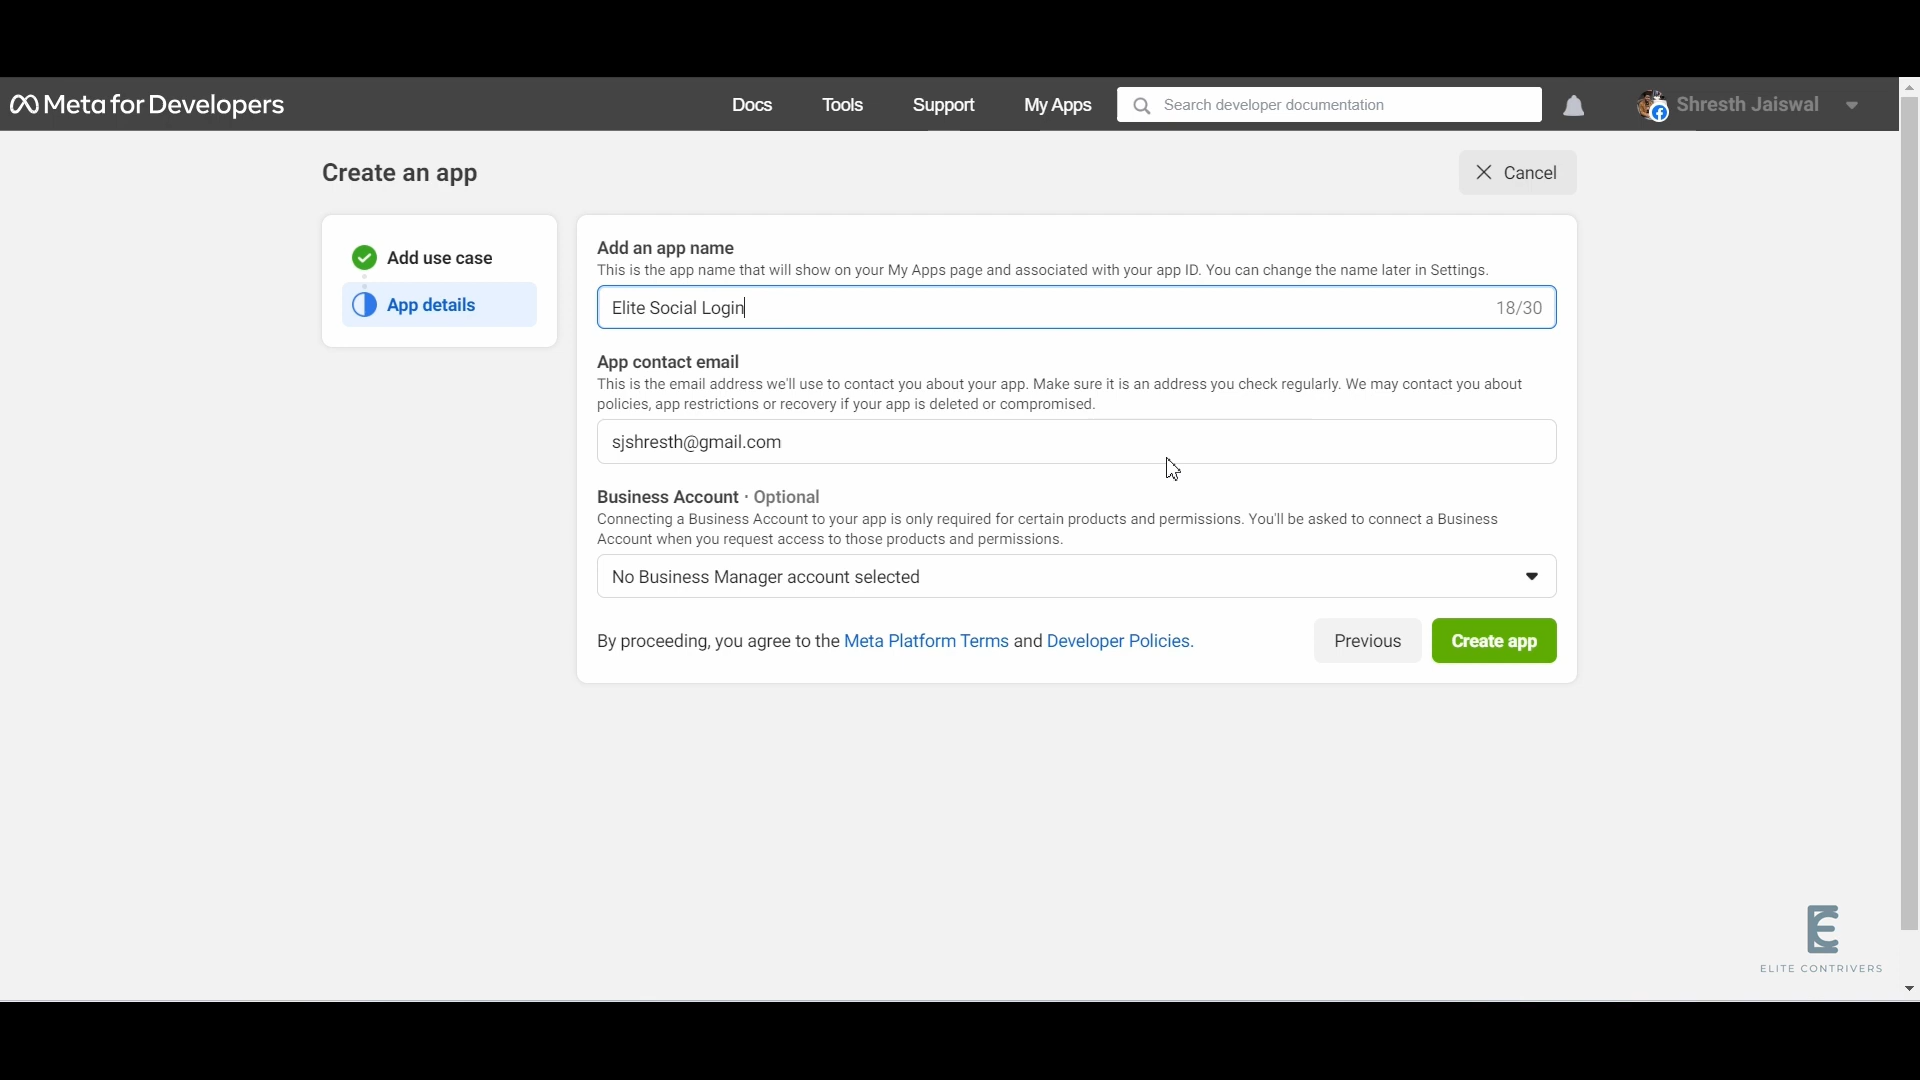 Meta for Developers
Docs Tools Support My Apps Search developer documentation Shresth Jaiswal
Create an app
Cancel
Add use case
App details
Add an app name
This is the app name that will show on your My Apps page and associated with your app ID. You can change the name later in Settings.
Elite Social Login 18/30
App contact email
This is the email address we'll use to contact you about your app. Make sure it is an address you check regularly. We may contact you about
policies, app restrictions or recovery if your app is deleted or compromised.
sjshresth@gmail.com
Business Account · Optional
Connecting a Business Account to your app is only required for certain products and permissions. You'll be asked to connect a Business
Account when you request access to those products and permissions.
No Business Manager account selected
By proceeding, you agree to the Meta Platform Terms and Developer Policies.
Previous Create app
ELITE CONTRIVERS